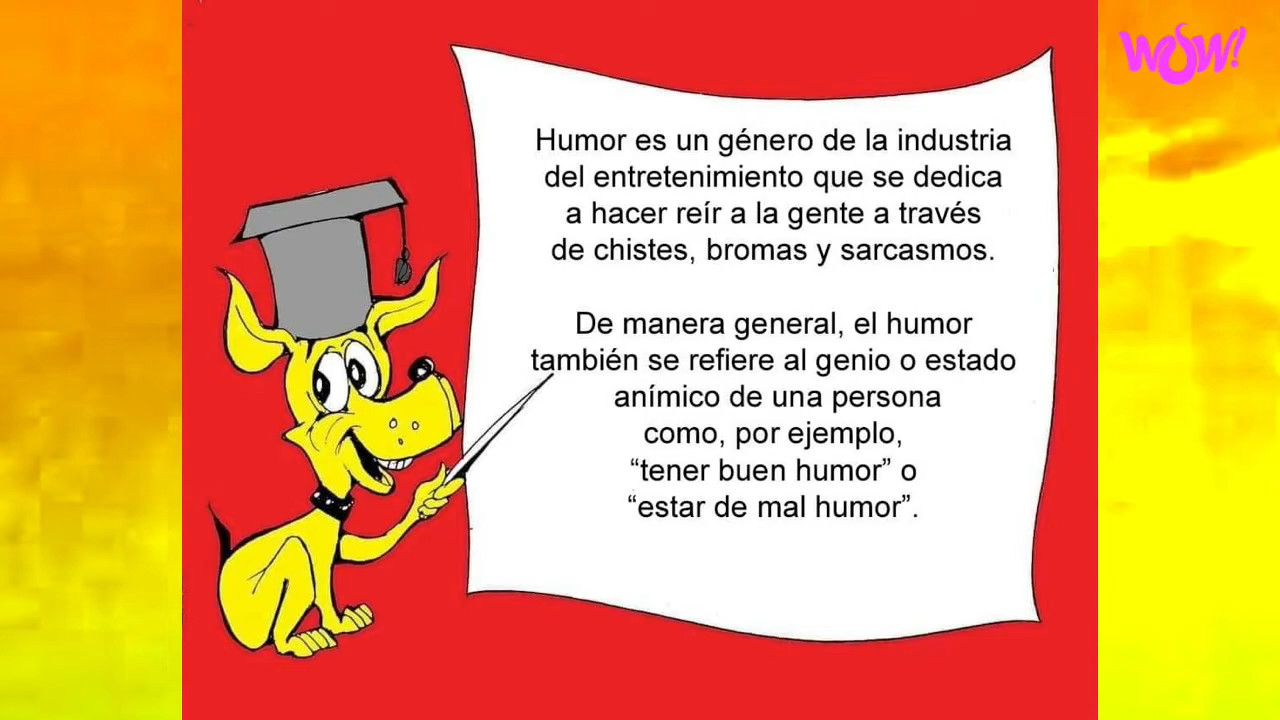 WOW!
Humor es un género de la industria
del entretenimiento que se dedica
a hacer reír a la gente a través
de chistes, bromas y sarcasmos.
De manera general, el humor
también se refiere al genio o estado
anímico de una persona
como, por ejemplo,
“tener buen humor” o
“estar de mal humor”.